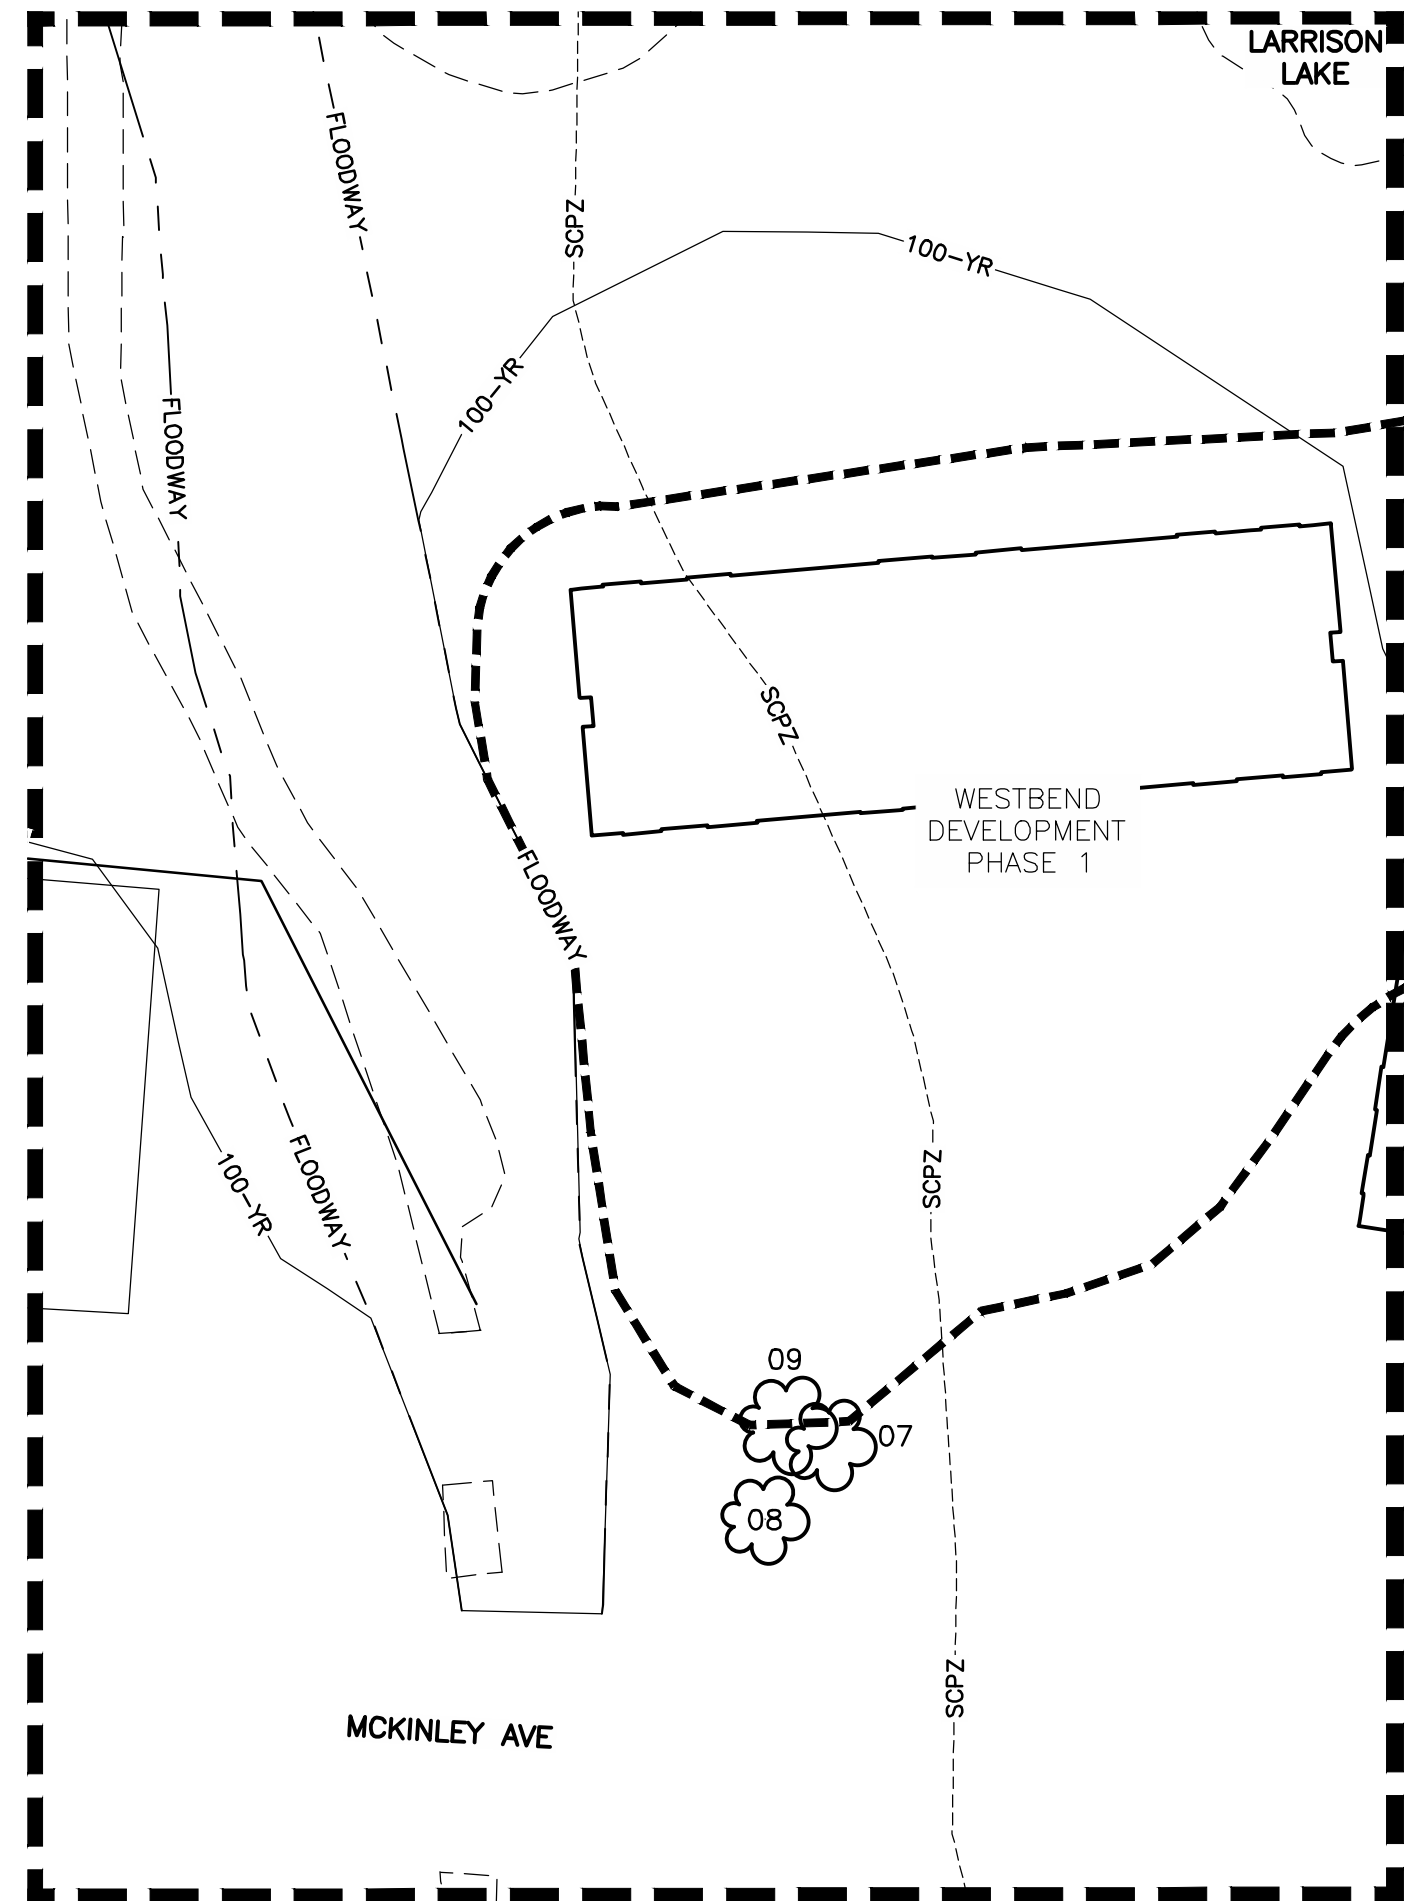 LARRISON
LAKE
FLOODWAY
SCPZ
100-YR
100-YR
FLOODWAY
SCPZ
WESTBEND
DEVELOPMENT
PHASE 1
FLOODWAY
100-YR
FLOODWAY
SCPZ
09
07
08
SCPZ
MCKINLEY AVE